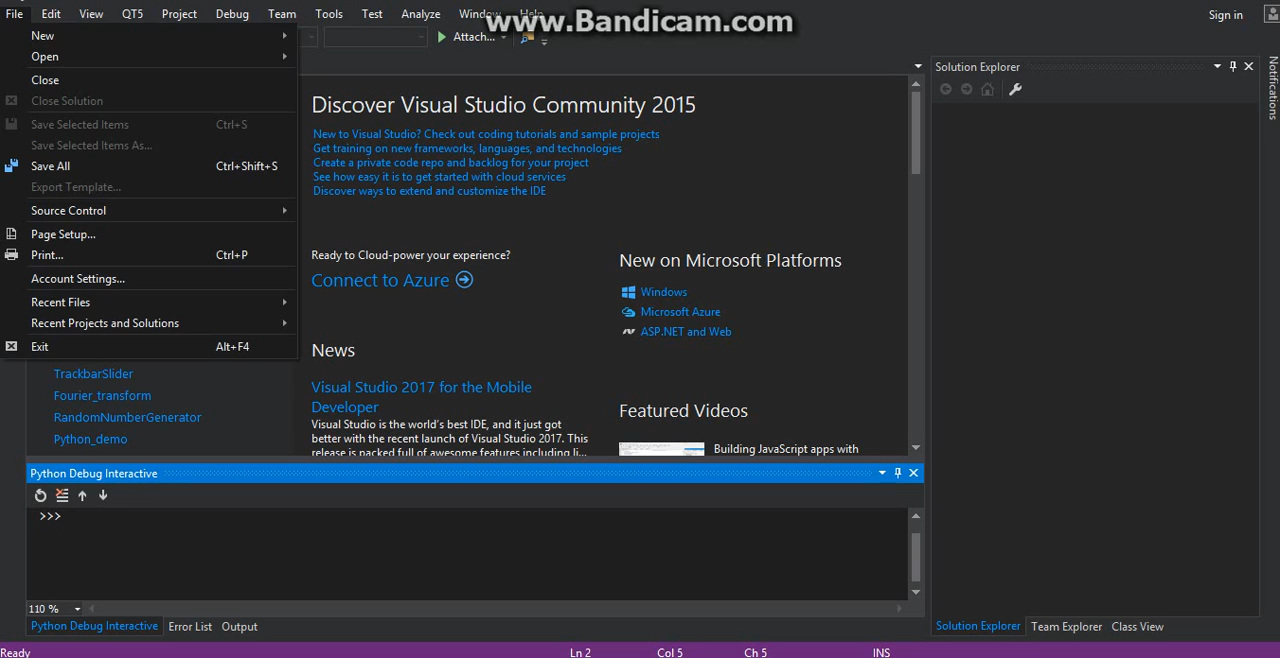 File Edit View QT5 Project Debug Team Tools Test Analyze Window Help Sign in
www.Bandicam.com
New
Open
Close
Close Solution
Save Selected Items Ctrl+S
Save Selected Items As...
Save All Ctrl+Shift+S
Export Template...
Source Control
Page Setup...
Print... Ctrl+P
Account Settings...
Recent Files
Recent Projects and Solutions
Exit Alt+F4
TrackbarSlider
Fourier_transform
RandomNumberGenerator
Python_demo
Attach...
Discover Visual Studio Community 2015
New to Visual Studio? Check out coding tutorials and sample projects
Get training on new frameworks, languages, and technologies
Create a private code repo and backlog for your project
See how easy it is to get started with cloud services
Discover ways to extend and customize the IDE
Ready to Cloud-power your experience?
Connect to Azure
New on Microsoft Platforms
Windows
Microsoft Azure
ASP.NET and Web
News
Visual Studio 2017 for the Mobile
Developer
Visual Studio is the world's best IDE, and it just got
better with the recent launch of Visual Studio 2017. This
release is packed full of awesome features including li...
Featured Videos
Building JavaScript apps with
Solution Explorer
Notifications
Python Debug Interactive
>>>
110 %
Python Debug Interactive Error List Output
Solution Explorer Team Explorer Class View
Ready Ln 2 Col 5 Ch 5 INS